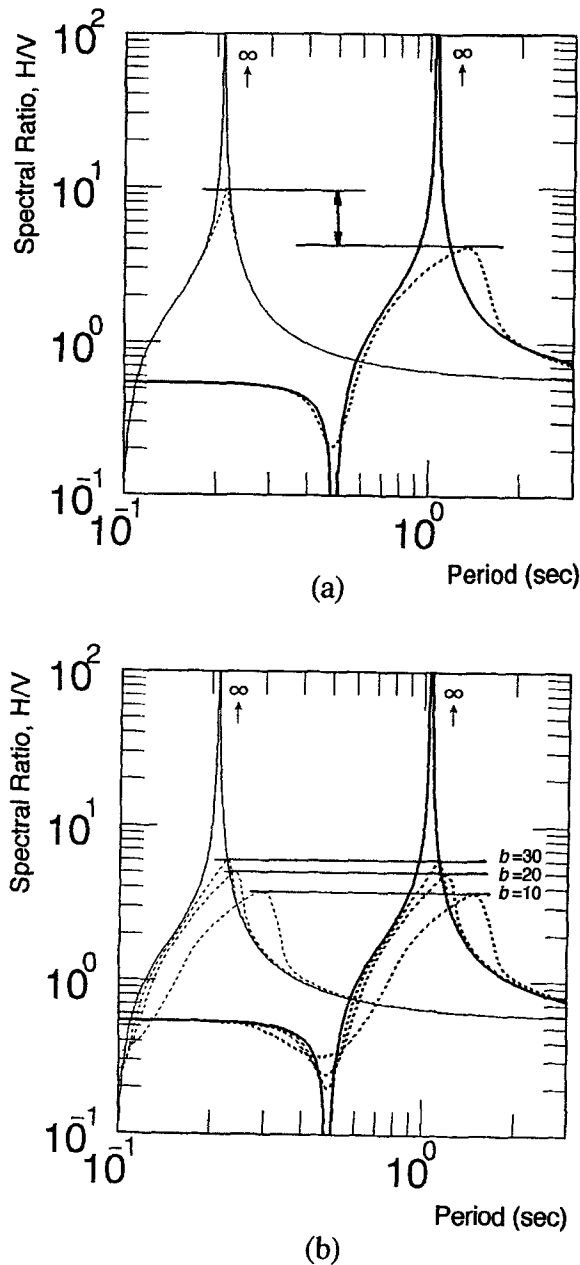 10²
∞ ∞
↑ ↑
Spectral Ratio, H/V
10¹
10⁰
10⁻¹
10⁻¹ 10⁰
Period (sec)
(a)
10²
∞ ∞
↑ ↑
Spectral Ratio, H/V
10¹
b=30
b=20
b=10
10⁰
10⁻¹
10⁻¹ 10⁰
Period (sec)
(b)